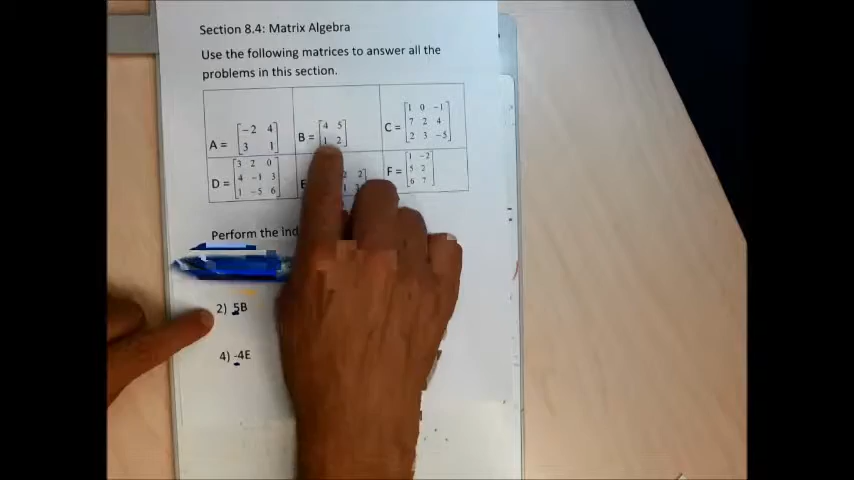 Section 8.4: Matrix Algebra
Use the following matrices to answer all the
problems in this section.
A = [-2 4
3 1]
B = [4 5
1 2]
C = [1 0 -1
7 2 4
2 3 -5]
D = [3 2 0
4 -1 3
1 -5 6]
F = [1 -2
5 2
6 7]
Perform the
2) 5B
4) -4E